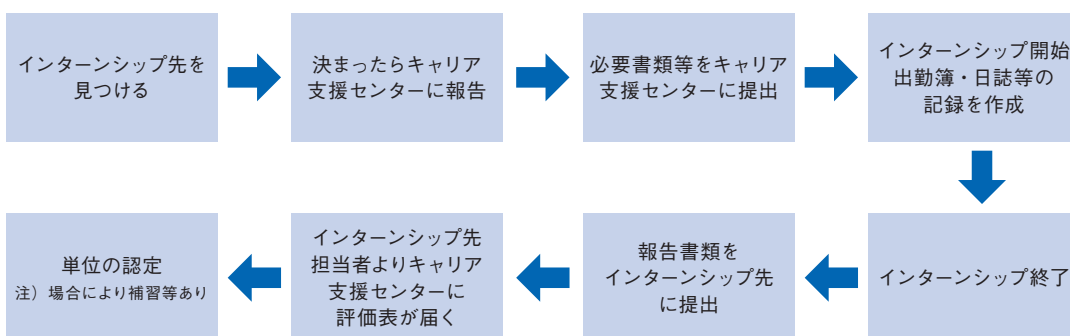 インターンシップ先を
見つける
決まったらキャリア
支援センターに報告
必要書類等をキャリア
支援センターに提出
インターンシップ開始
出勤簿・日誌等の
記録を作成
インターンシップ終了
報告書類を
インターンシップ先
に提出
インターンシップ先
担当者よりキャリア
支援センターに
評価表が届く
単位の認定
注）場合により補習等あり